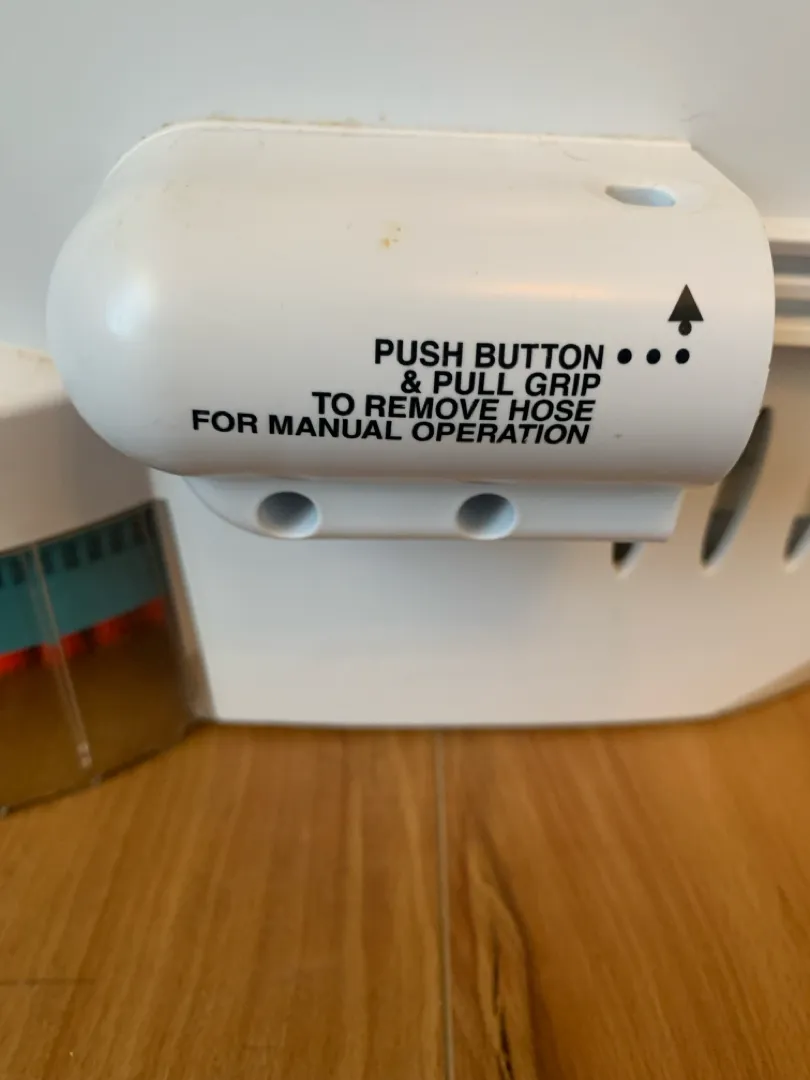 PUSH BUTTON
& PULL GRIP
TO REMOVE HOSE
FOR MANUAL OPERATION